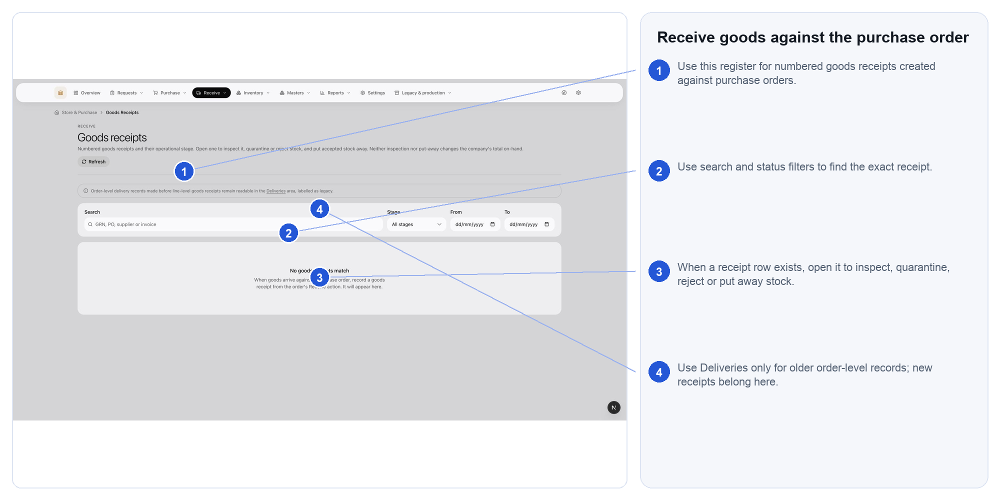 Overview
Requests
Purchase
Receive
Inventory
Masters
Reports
Settings
Legacy & production
Store & Purchase > Goods Receipts
RECEIVE
Goods receipts
Numbered goods receipts and their operational stage. Open one to inspect it, quarantine or reject stock, and put accepted stock away. Neither inspection nor put-away changes the company's total on-hand.
Refresh
1
Order-level delivery records made before line-level goods receipts remain readable in the Deliveries area, labelled as legacy.
4
Search
Stage
From
To
GRN, PO, supplier or invoice
All stages
dd/mm/yyyy
dd/mm/yyyy
2
No goods ts match
3
When goods arrive agains ase order, record a goods
receipt from the order's Rec action. It will appear here.
N
Receive goods against the purchase order
1
Use this register for numbered goods receipts created
against purchase orders.
2
Use search and status filters to find the exact receipt.
3
When a receipt row exists, open it to inspect, quarantine,
reject or put away stock.
4
Use Deliveries only for older order-level records; new
receipts belong here.